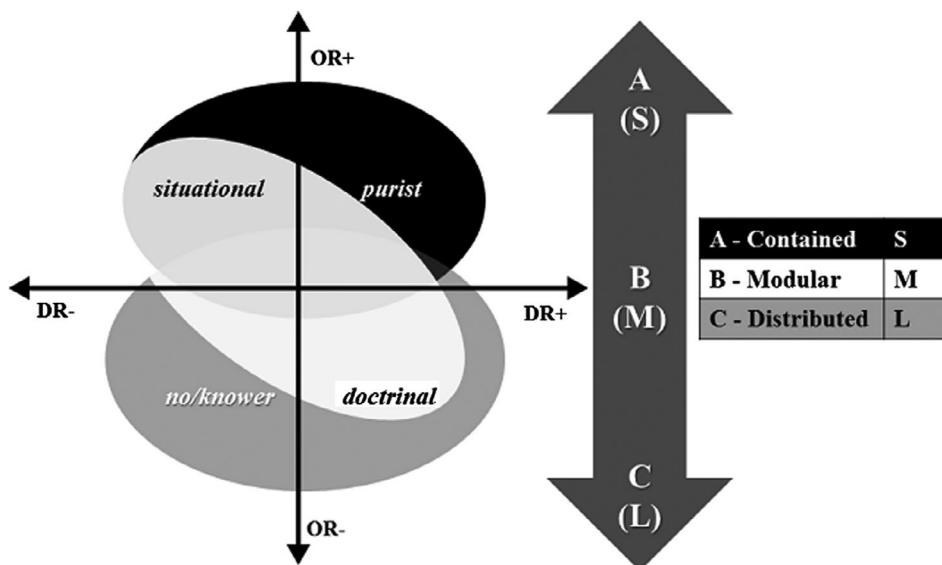 OR+
situational
purist
DR-
DR+
no/knower
doctrinal
OR-
A
(S)
B
(M)
C
(L)
A - Contained S
B - Modular M
C - Distributed L